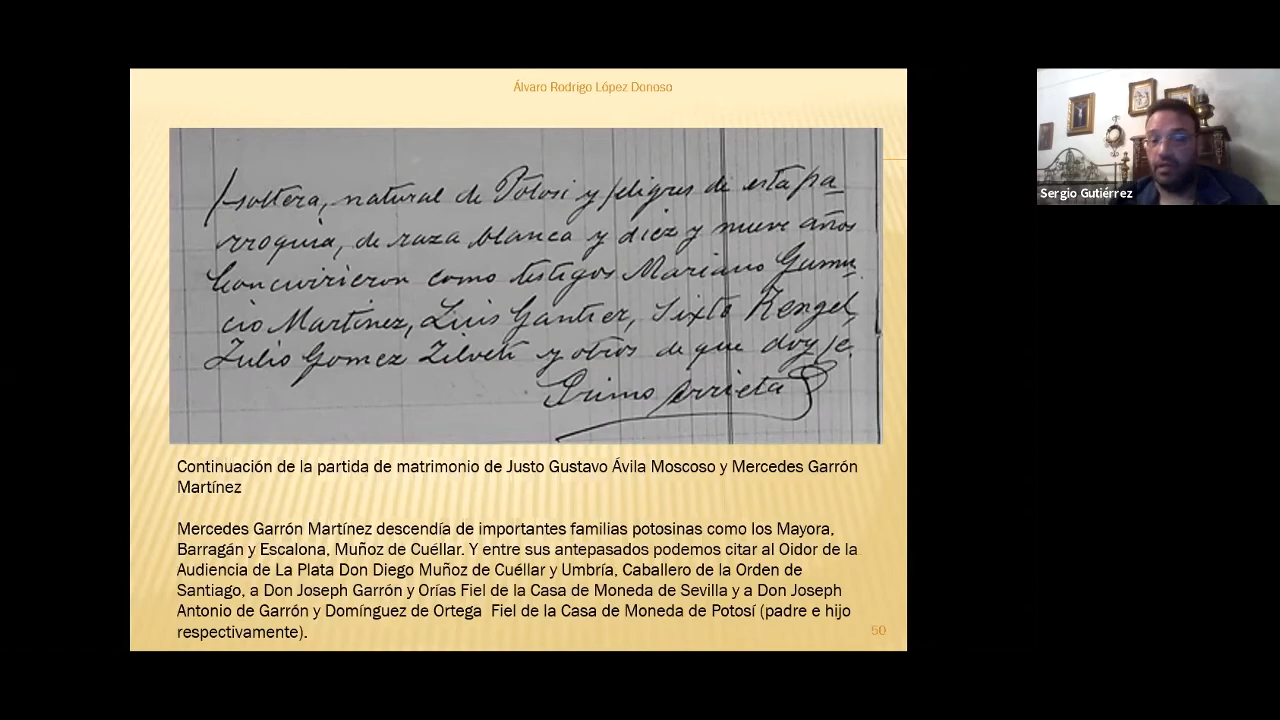 Álvaro Rodrigo López Donoso
Sergio Gutiérrez
soltera, natural de Potosi y feligres de esta pa
rroquia, de raza blanca y diez y nueve años
Concurrieron como testigos Mariano Gumu
cio Martinez, Luis Gantier, Sixto Rengel,
Julio Gomez Zilveti y otros de que doy fe.
Primo Arrieta
Continuación de la partida de matrimonio de Justo Gustavo Ávila Moscoso y Mercedes Garrón
Martínez
Mercedes Garrón Martínez descendía de importantes familias potosinas como los Mayora,
Barragán y Escalona, Muñoz de Cuéllar. Y entre sus antepasados podemos citar al Oidor de la
Audiencia de La Plata Don Diego Muñoz de Cuéllar y Umbría, Caballero de la Orden de
Santiago, a Don Joseph Garrón y Orías Fiel de la Casa de Moneda de Sevilla y a Don Joseph
Antonio de Garrón y Domínguez de Ortega Fiel de la Casa de Moneda de Potosí (padre e hijo
respectivamente).
50